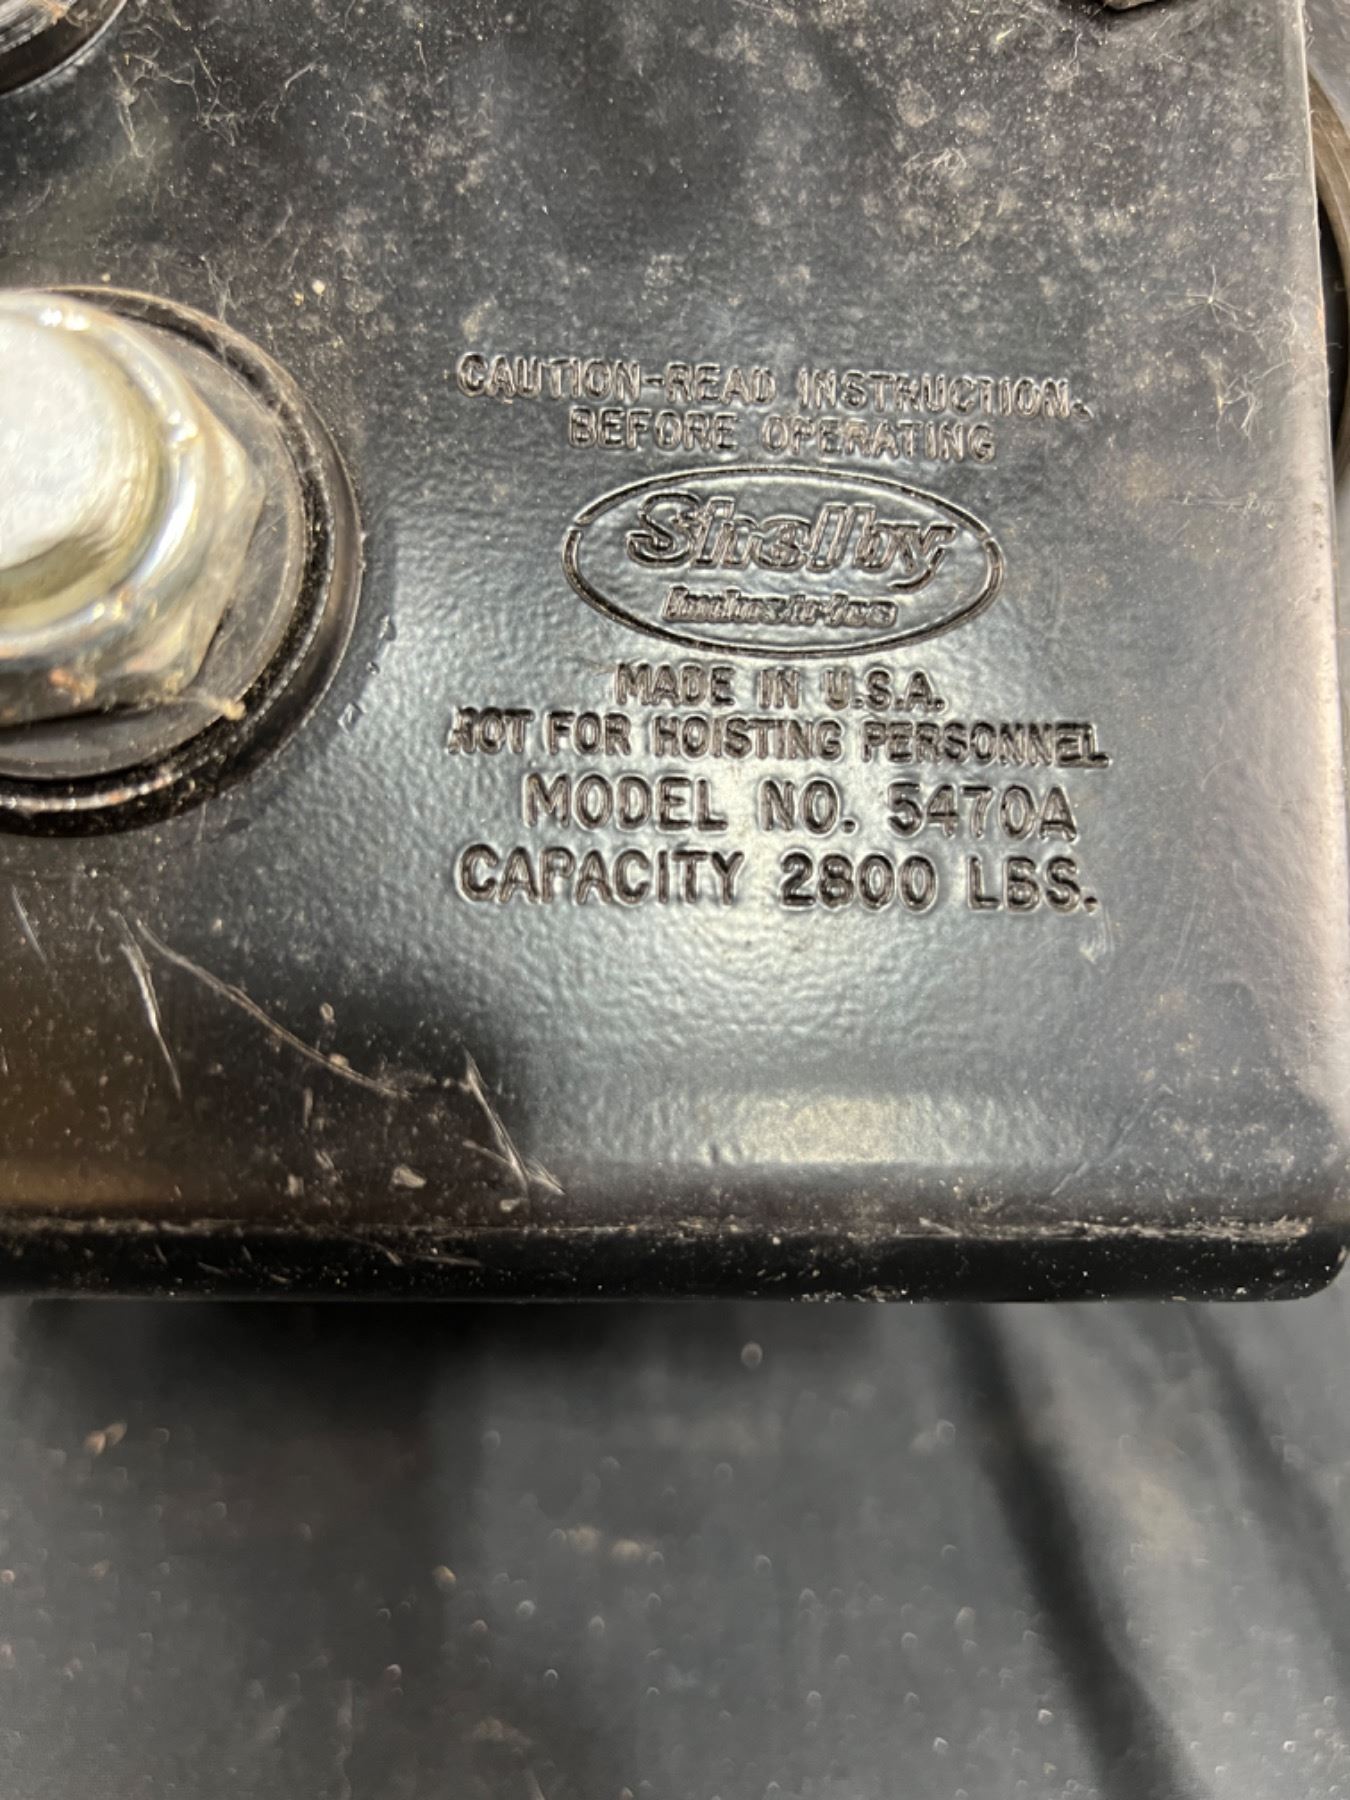 CAUTION-READ INSTRUCTION-
BEFORE OPERATING
Shelby
Industries
MADE IN U.S.A.
NOT FOR HOISTING PERSONNEL
MODEL NO. 5470A
CAPACITY 2800 LBS.